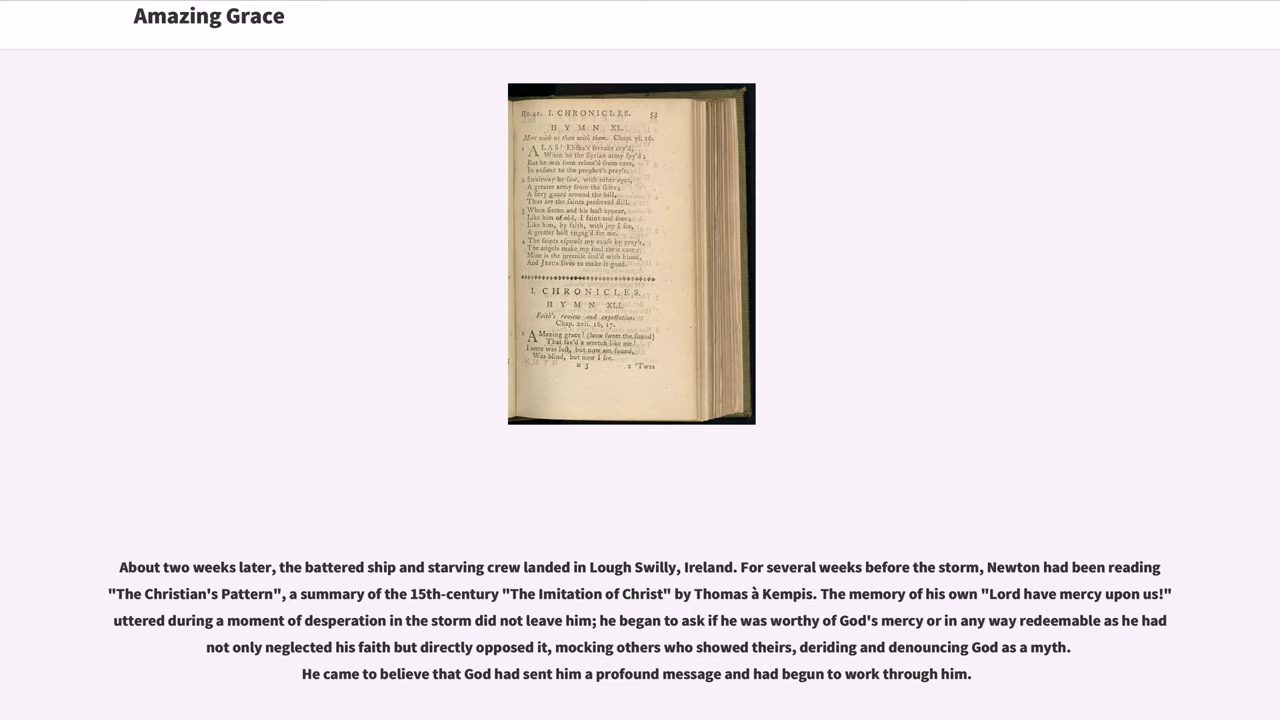 Amazing Grace
I. CHRONICLES. 53
H Y M N XL.
More with us than with them. Chap. vi. 16.
1 ALAS! Elisha's servant cry'd,
When he the Syrian army spy'd;
But he was soon releas'd from care,
In answer to the prophet's pray'r.
2 Straitway he saw, with other eyes,
A greater army from the skies;
A fiery guard around the hill,
Thus are the saints preserved still.
3 When Satan and his host appear,
Like him of old, I faint and fear;
Like him, by faith, with joy I see,
A greater host engag'd for me.
4 The saints espouse my cause by pray'r,
The angels make my soul their care;
Mine is the promise seal'd with blood,
And JESUS lives to make it good.
I. CHRONICLES.
H Y M N XLI.
Faith's review and expectation.
Chap. xvii. 16, 17.
1 AMazing grace! (how sweet the sound)
That sav'd a wretch like me!
I once was lost, but now am found,
Was blind, but now I see.
D 3 2 'Twas
About two weeks later, the battered ship and starving crew landed in Lough Swilly, Ireland. For several weeks before the storm, Newton had been reading
"The Christian's Pattern", a summary of the 15th-century "The Imitation of Christ" by Thomas à Kempis. The memory of his own "Lord have mercy upon us!"
uttered during a moment of desperation in the storm did not leave him; he began to ask if he was worthy of God's mercy or in any way redeemable as he had
not only neglected his faith but directly opposed it, mocking others who showed theirs, deriding and denouncing God as a myth.
He came to believe that God had sent him a profound message and had begun to work through him.